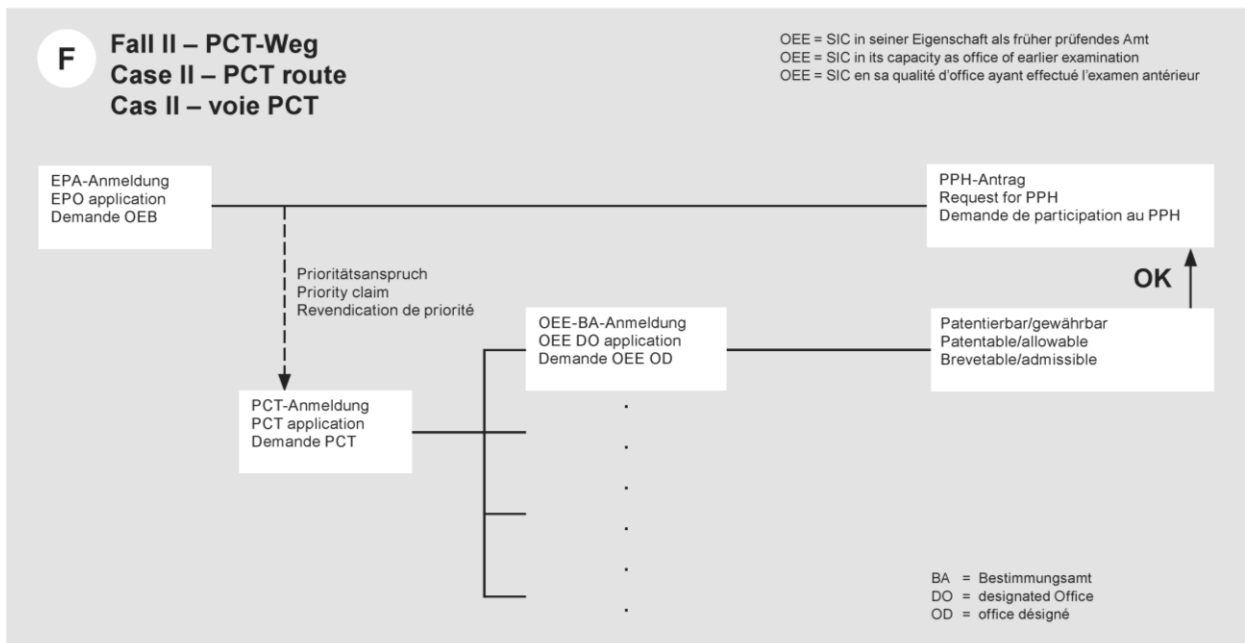 F
Fall II – PCT-Weg
Case II – PCT route
Cas II – voie PCT
OEE = SIC in seiner Eigenschaft als früher prüfendes Amt
OEE = SIC in its capacity as office of earlier examination
OEE = SIC en sa qualité d'office ayant effectué l'examen antérieur
EPA-Anmeldung
EPO application
Demande OEB
PPH-Antrag
Request for PPH
Demande de participation au PPH
Prioritätsanspruch
Priority claim
Revendication de priorité
OK
OEE-BA-Anmeldung
OEE DO application
Demande OEE OD
Patentierbar/gewährbar
Patentable/allowable
Brevetable/admissible
PCT-Anmeldung
PCT application
Demande PCT
BA = Bestimmungsamt
DO = designated Office
OD = office désigné